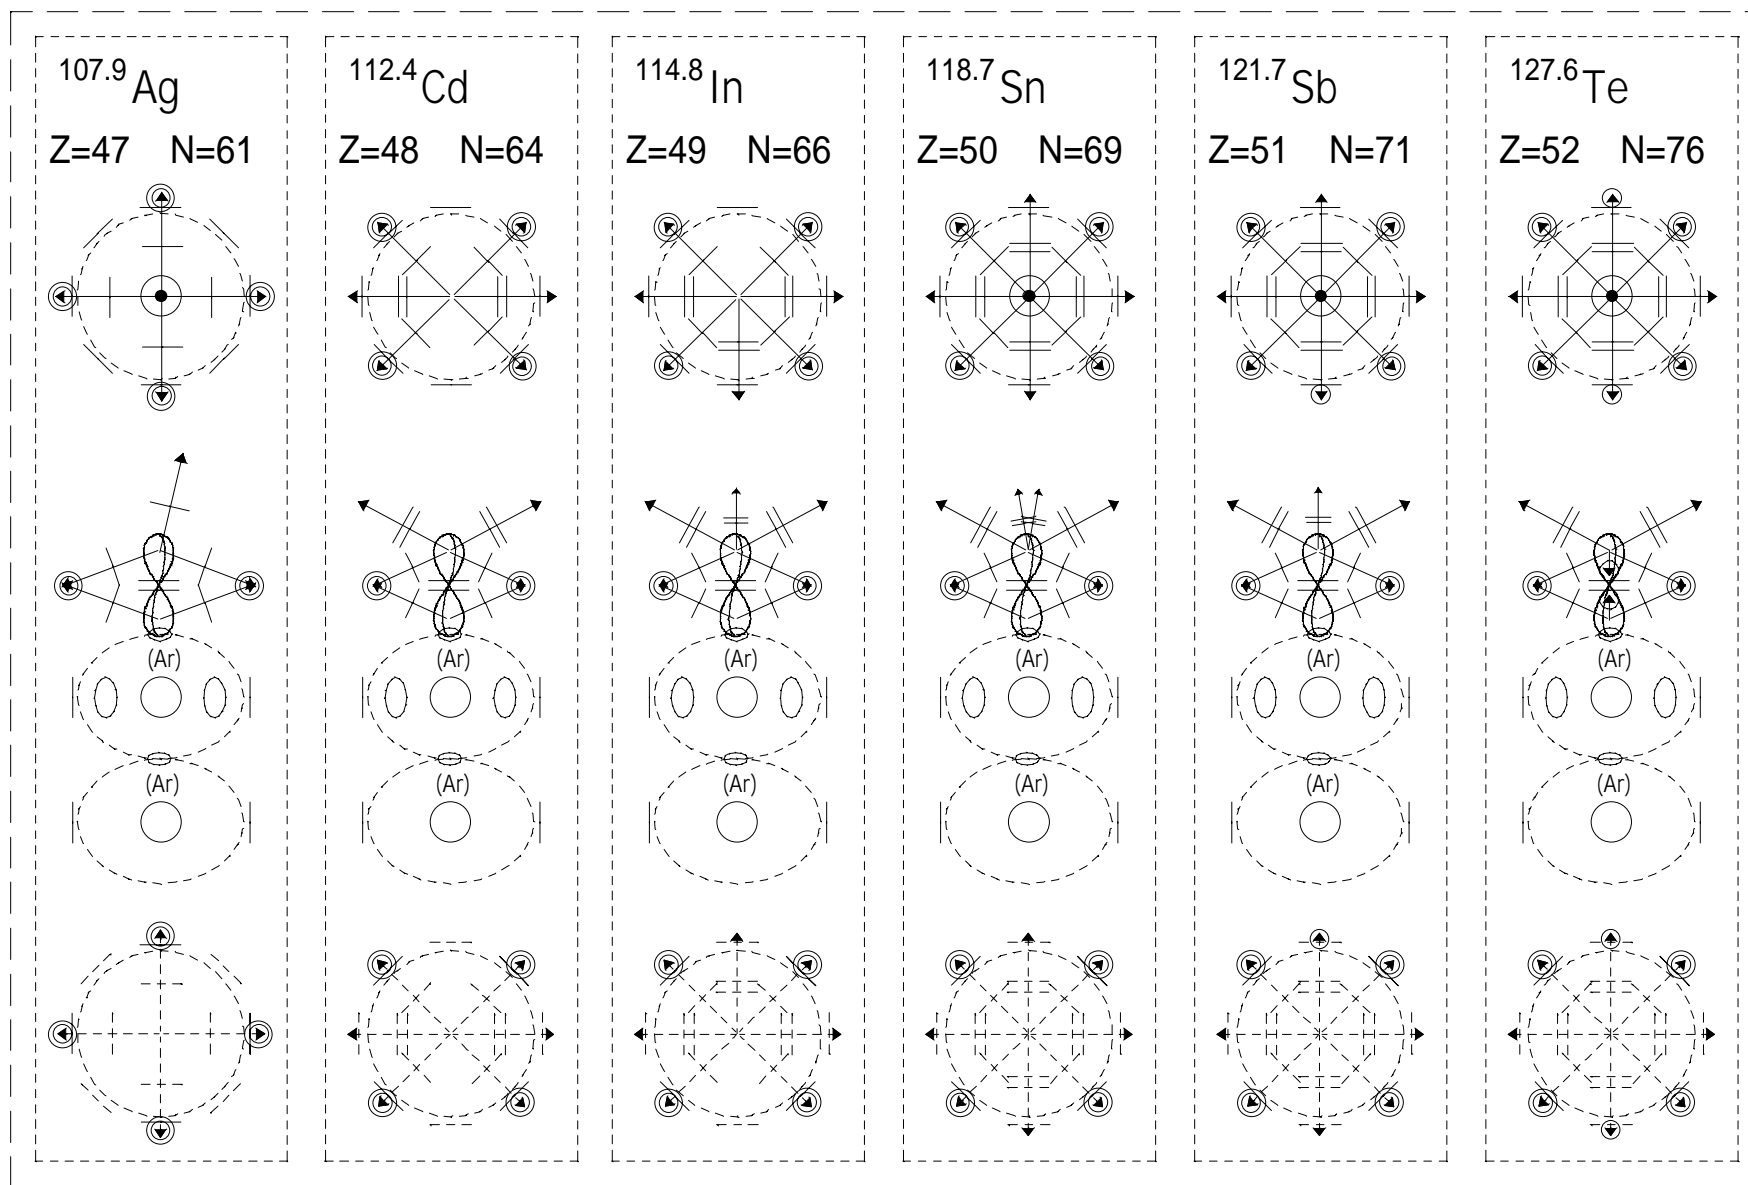 107.9Ag
Z=47 N=61
(Ar)
(Ar)
112.4Cd
Z=48 N=64
(Ar)
(Ar)
114.8In
Z=49 N=66
(Ar)
(Ar)
118.7Sn
Z=50 N=69
(Ar)
(Ar)
121.7Sb
Z=51 N=71
(Ar)
(Ar)
127.6Te
Z=52 N=76
(Ar)
(Ar)